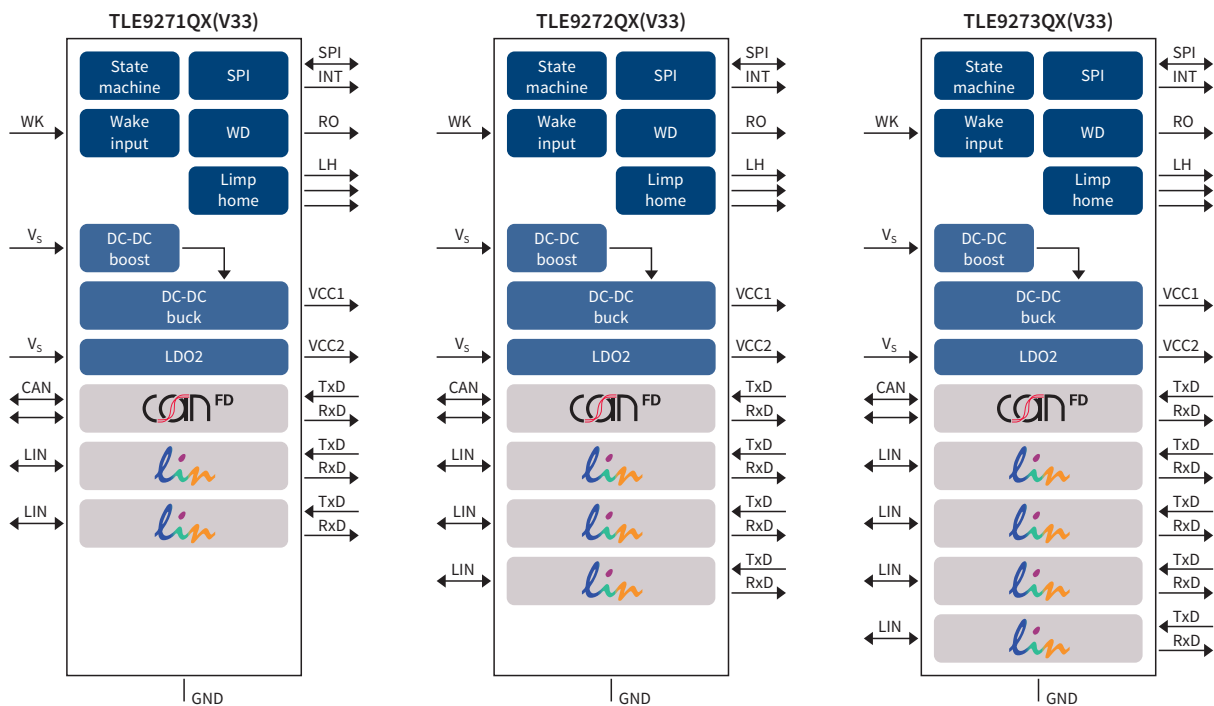 TLE9271QX(V33)
State
machine
SPI
SPI
INT
WK
Wake
input
WD
RO
Limp
home
LH
VS
DC-DC
boost
DC-DC
buck
VCC1
VS
LDO2
VCC2
CAN
CAN FD
TxD
RxD
LIN
lin
TxD
RxD
LIN
lin
TxD
RxD
GND
TLE9272QX(V33)
State
machine
SPI
SPI
INT
WK
Wake
input
WD
RO
Limp
home
LH
VS
DC-DC
boost
DC-DC
buck
VCC1
VS
LDO2
VCC2
CAN
CAN FD
TxD
RxD
LIN
lin
TxD
RxD
LIN
lin
TxD
RxD
LIN
lin
TxD
RxD
GND
TLE9273QX(V33)
State
machine
SPI
SPI
INT
WK
Wake
input
WD
RO
Limp
home
LH
VS
DC-DC
boost
DC-DC
buck
VCC1
VS
LDO2
VCC2
CAN
CAN FD
TxD
RxD
LIN
lin
TxD
RxD
LIN
lin
TxD
RxD
LIN
lin
TxD
RxD
LIN
lin
TxD
RxD
GND